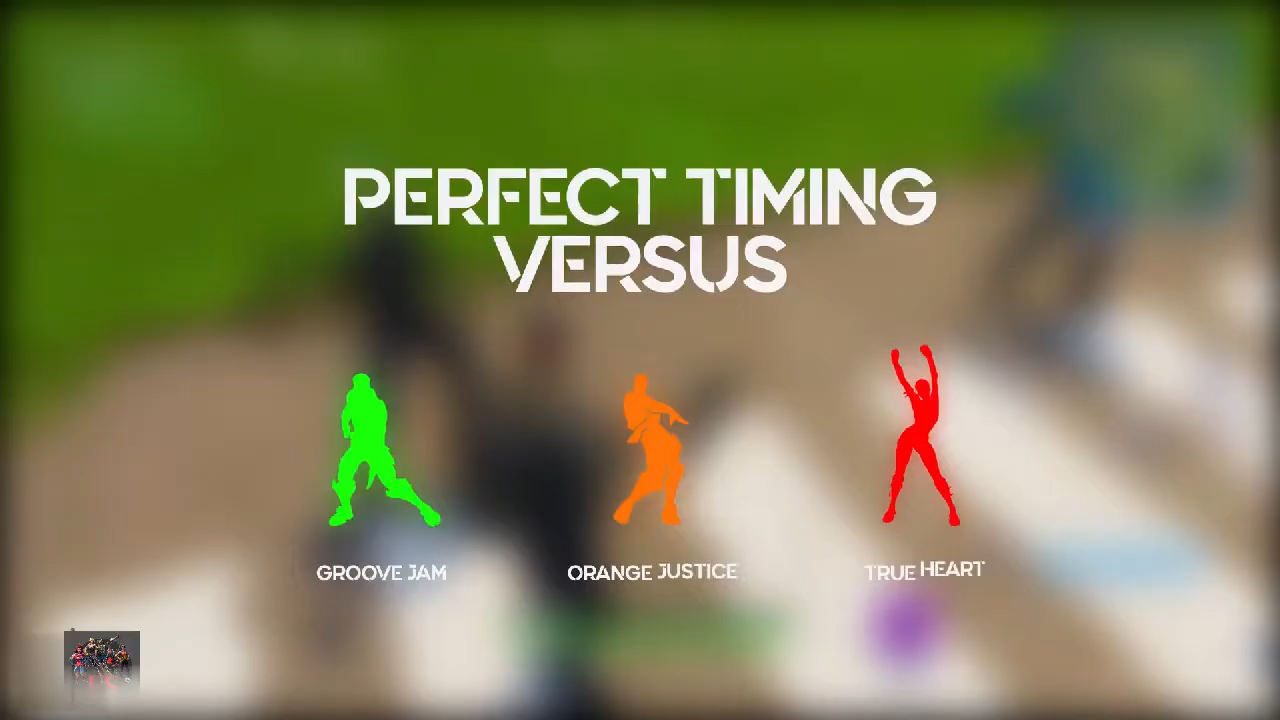 PERFECT TIMING
VERSUS
GROOVE JAM
ORANGE JUSTICE
TRUE HEART